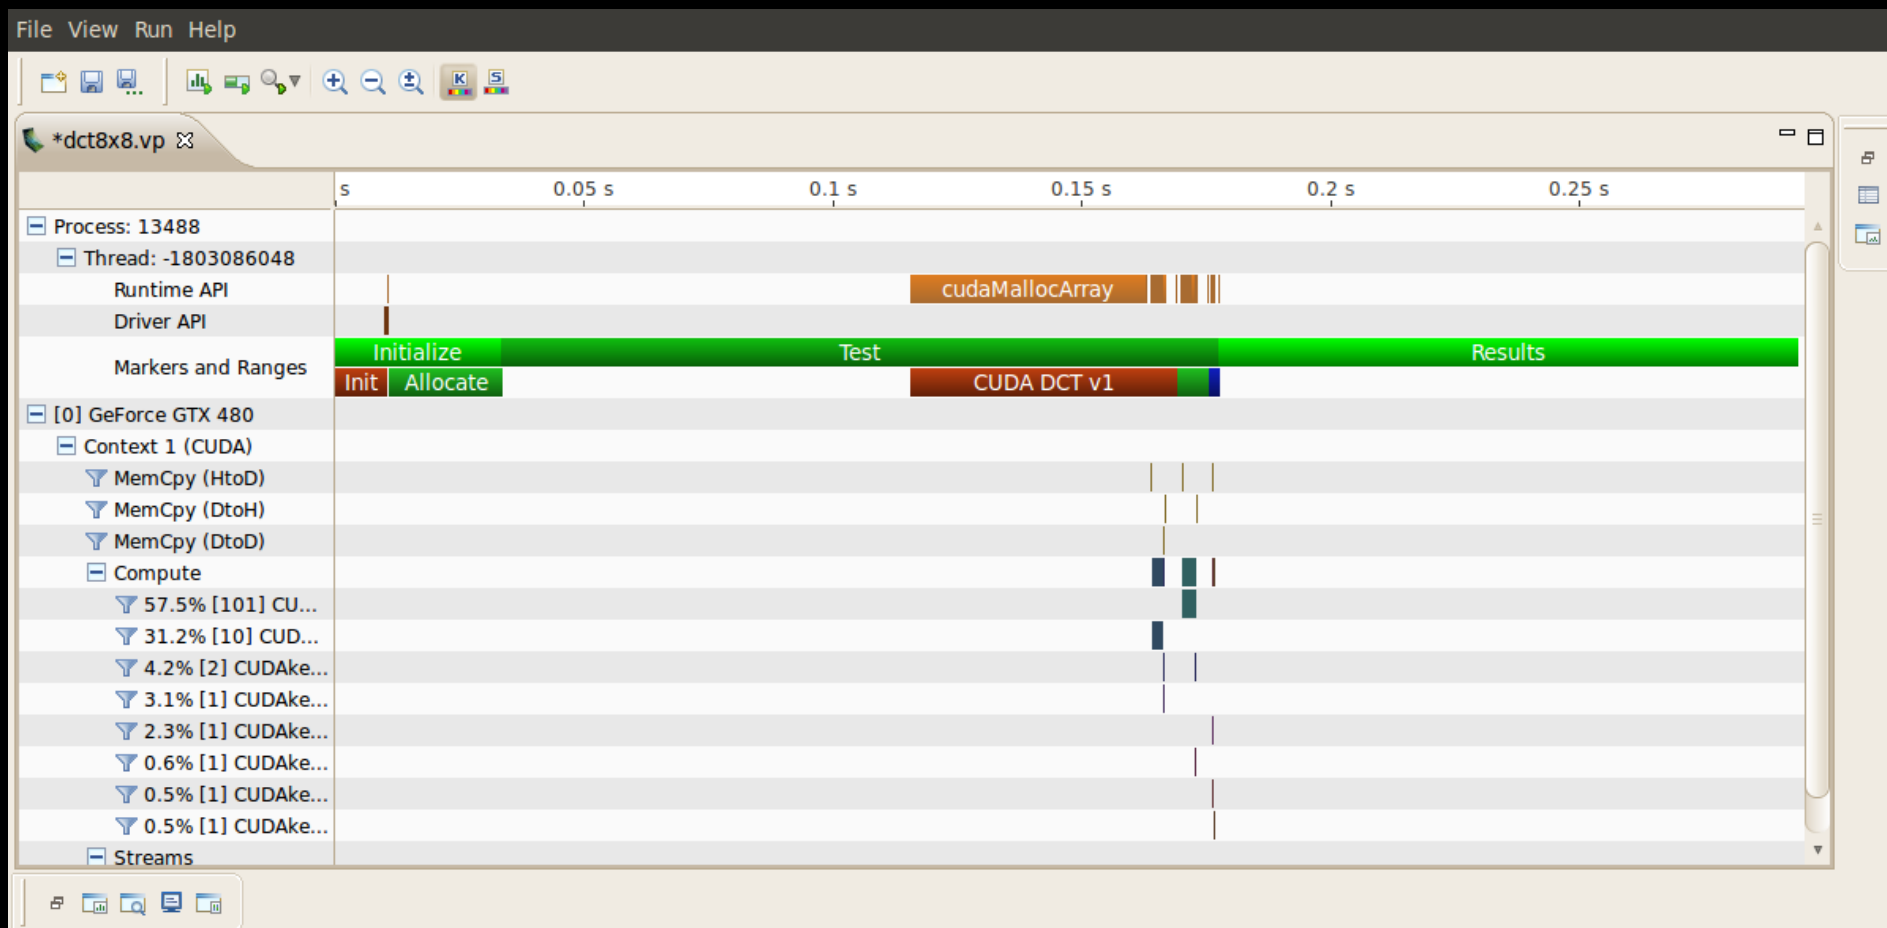 File View Run Help
K S
*dct8x8.vp
s 0.05 s 0.1 s 0.15 s 0.2 s 0.25 s
Process: 13488
Thread: -1803086048
Runtime API cudaMallocArray
Driver API
Initialize Test Results
Markers and Ranges
Init Allocate CUDA DCT v1
[0] GeForce GTX 480
Context 1 (CUDA)
MemCpy (HtoD)
MemCpy (DtoH)
MemCpy (DtoD)
Compute
57.5% [101] CU...
31.2% [10] CUD...
4.2% [2] CUDAke...
3.1% [1] CUDAke...
2.3% [1] CUDAke...
0.6% [1] CUDAke...
0.5% [1] CUDAke...
0.5% [1] CUDAke...
Streams